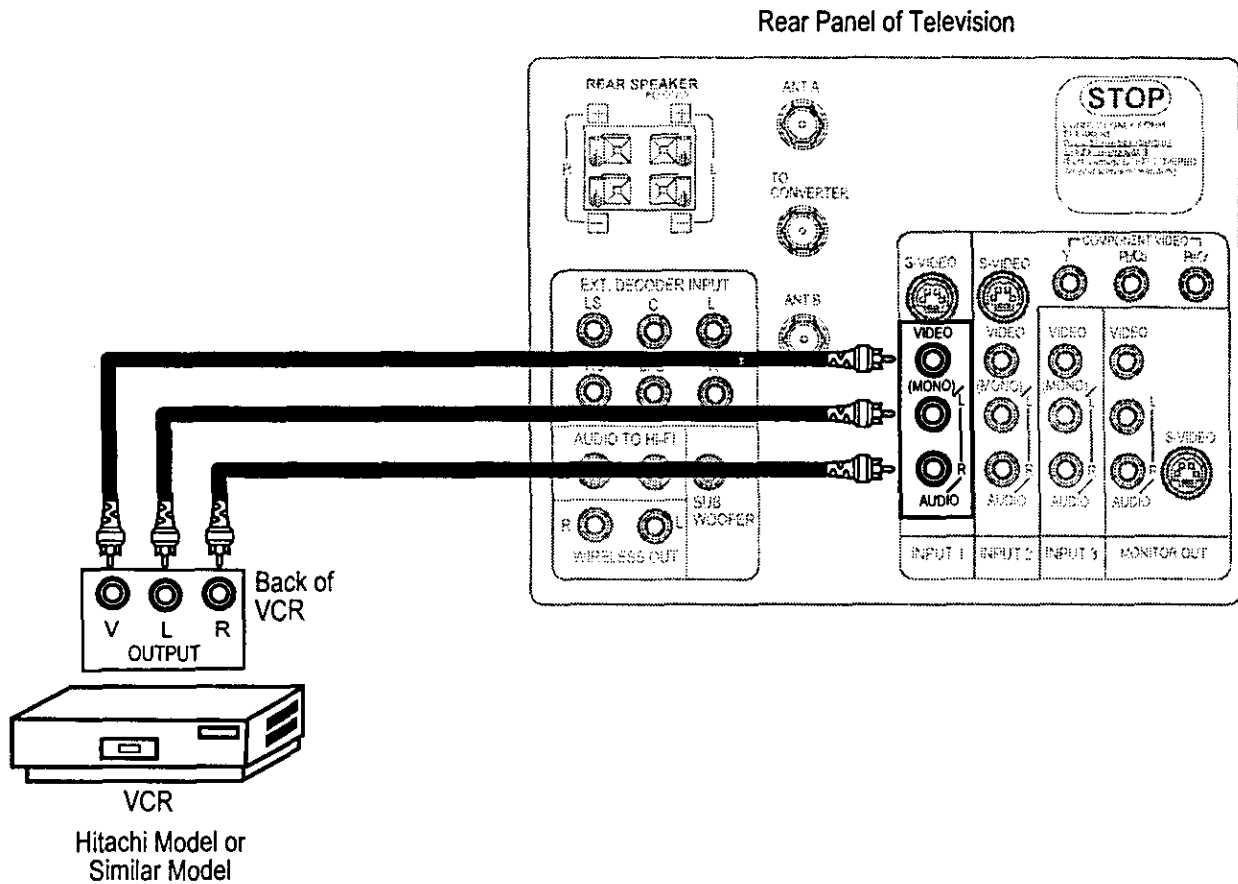 Rear Panel of Television
REAR SPEAKER
ANT A
STOP
R
L
TO
CONVERTER
COMPONENT VIDEO
S-VIDEO
S-VIDEO
Y
EXT. DECODER INPUT
LS
C
L
ANT B
VIDEO
VIDEO
VIDEO
VIDEO
(MONO)
(MONO)
(MONO)
L
L
L
AUDIO TO HI-FI
S-VIDEO
R
R
R
AUDIO
AUDIO
AUDIO
AUDIO
SUB
WOOFER
R
L
WIRELESS OUT
INPUT 1
INPUT 2
INPUT 3
MONITOR OUT
Back of
VCR
V
L
R
OUTPUT
VCR
Hitachi Model or
Similar Model